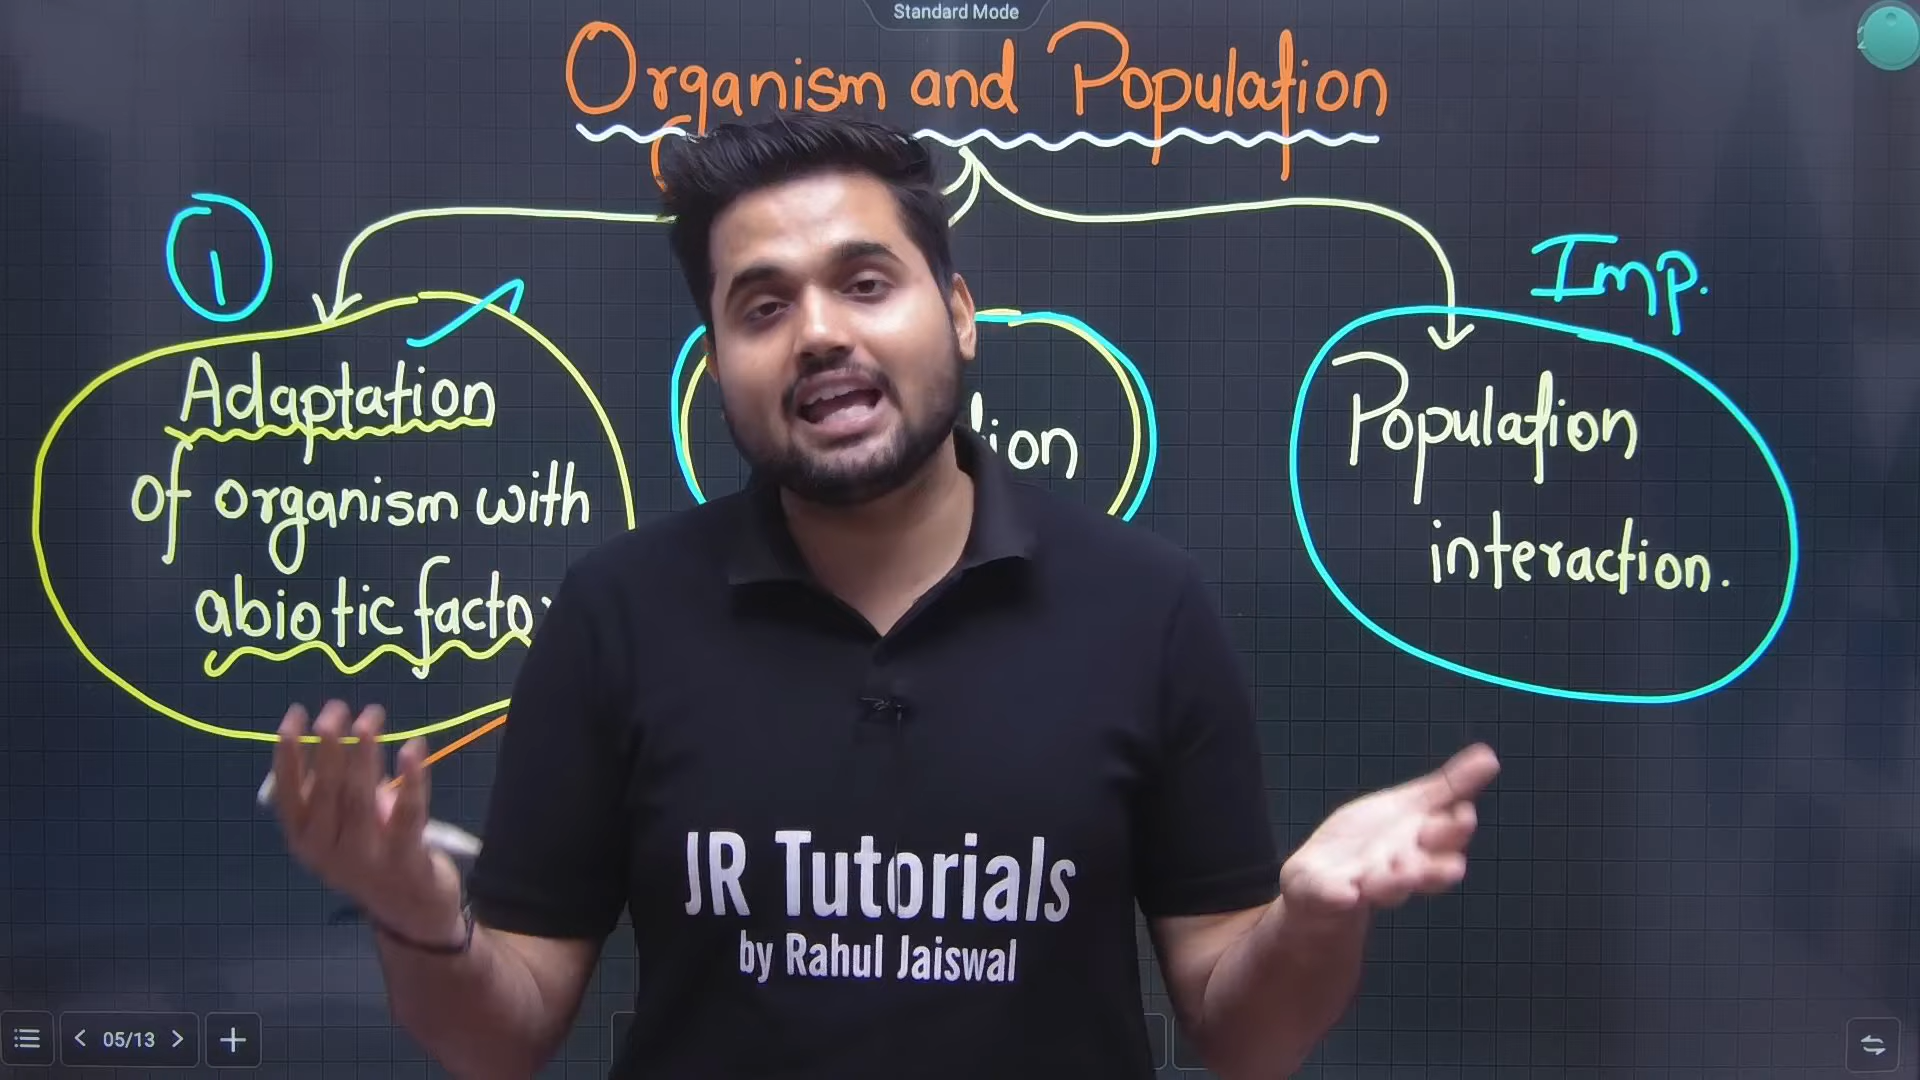 Standard Mode
Organism and Population
1
Imp.
Adaptation
of organism with
abiotic facto
Population
interaction.
JR Tutorials
by Rahul Jaiswal
05/13